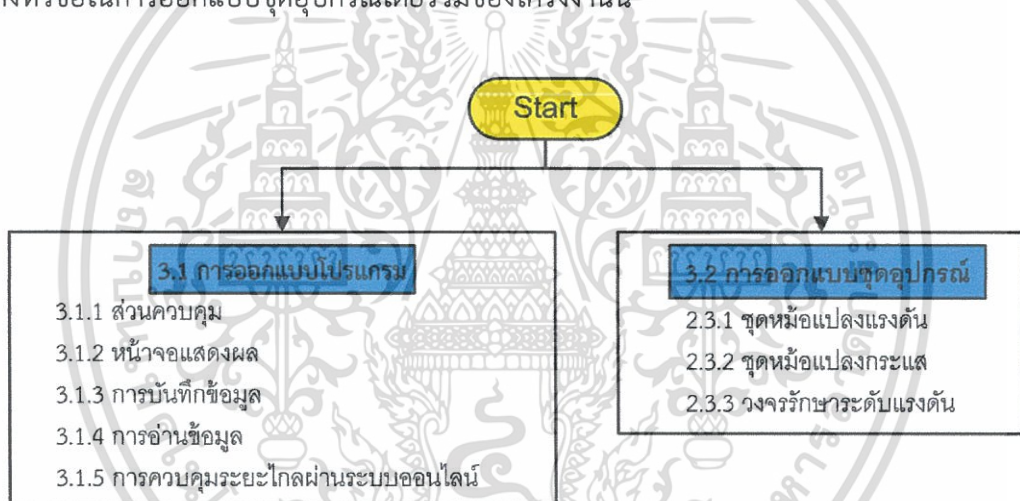 Start
3.1 การออกแบบโปรแกรม
3.1.1 ส่วนควบคุม
3.1.2 หน้าจอแสดงผล
3.1.3 การบันทึกข้อมูล
3.1.4 การอ่านข้อมูล
3.1.5 การควบคุมระยะไกลผ่านระบบออนไลน์
3.2 การออกแบบชุดอุปกรณ์
2.3.1 ชุดหม้อแปลงแรงดัน
2.3.2 ชุดหม้อแปลงกระแส
2.3.3 วงจรรักษาระดับแรงดัน